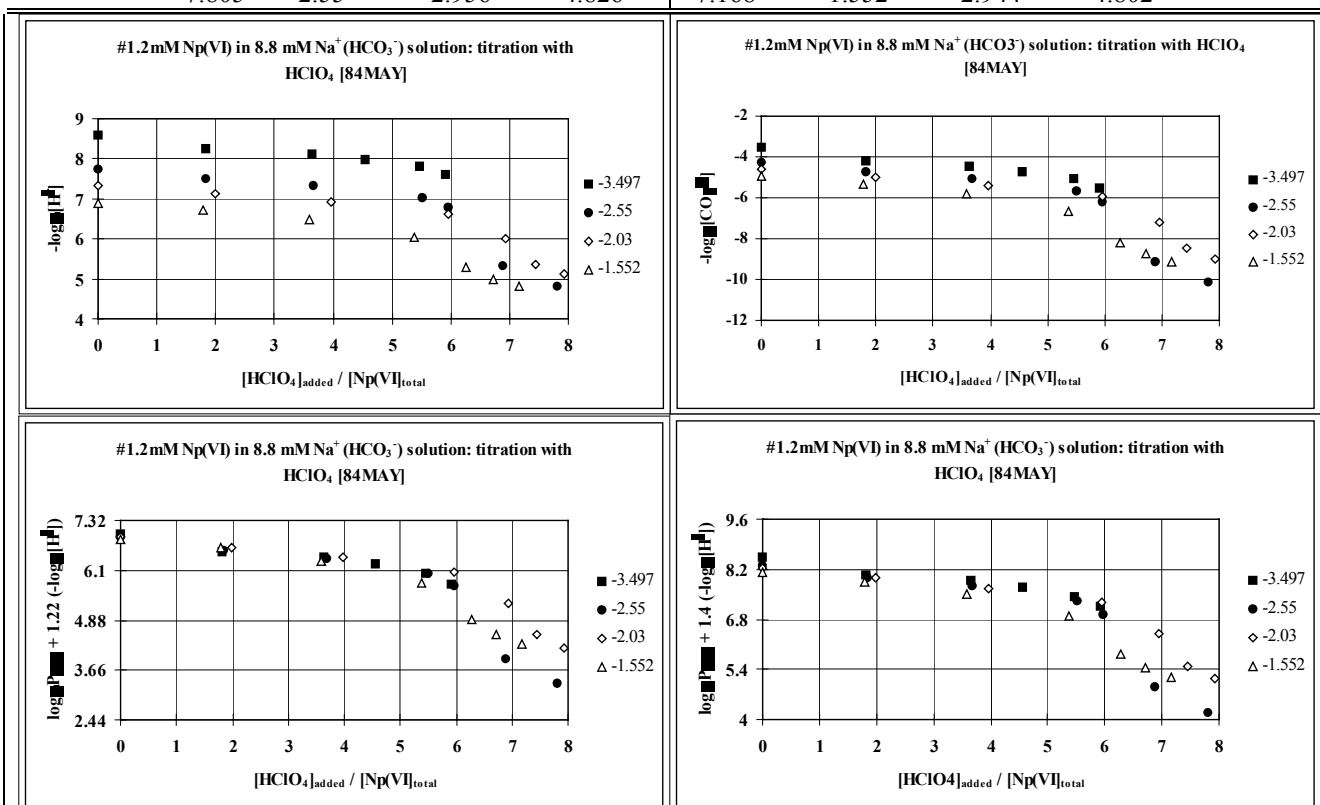 #1.2mM Np(VI) in 8.8 mM Na⁺(HCO₃⁻) solution: titration with
HClO₄ [84MAY]
9
8
7
6
5
4
0 1 2 3 4 5 6 7 8
[HClO₄]added / [Np(VI]total
-3.497
-2.55
-2.03
-1.552
#1.2mM Np(VI) in 8.8 mM Na⁺ (HCO3⁻) solution: titration with HClO₄
[84MAY]
-2
-4
-6
-8
-10
-12
0 1 2 3 4 5 6 7 8
[HClO₄]added / [Np(VI]total
-3.497
-2.55
-2.03
-1.552
#1.2mM Np(VI) in 8.8 mM Na⁺ (HCO₃⁻) solution: titration with
HClO₄ [84MAY]
7.32
6.1
4.88
3.66
2.44
0 1 2 3 4 5 6 7 8
[HClO₄]added / [Np(VI]total
-3.497
-2.55
-2.03
-1.552
#1.2mM Np(VI) in 8.8 mM Na⁺ (HCO₃⁻) solution: titration with
HClO₄ [84MAY]
9.6
8.2
6.8
5.4
4
0 1 2 3 4 5 6 7 8
[HClO4]added / [Np(VI]total
-3.497
-2.55
-2.03
-1.552